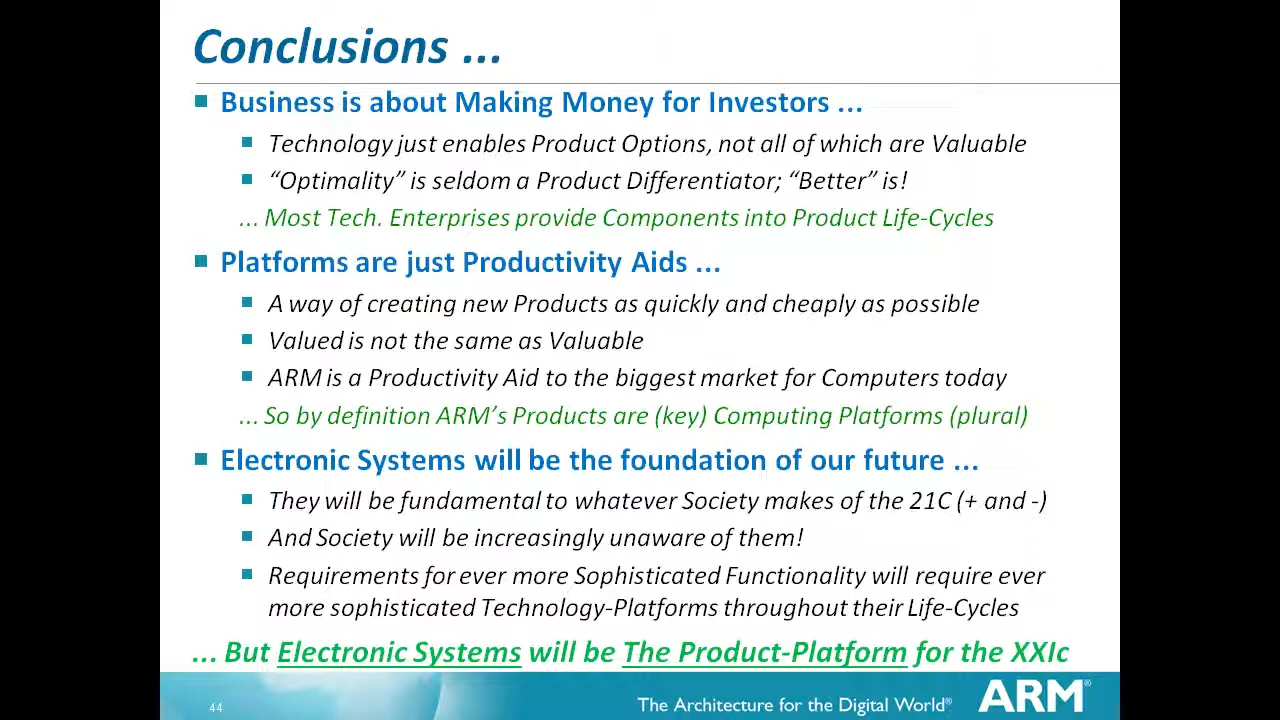 Conclusions ...
Business is about Making Money for Investors ...
Technology just enables Product Options, not all of which are Valuable
“Optimality” is seldom a Product Differentiator; “Better” is!
... Most Tech. Enterprises provide Components into Product Life-Cycles
Platforms are just Productivity Aids ...
A way of creating new Products as quickly and cheaply as possible
Valued is not the same as Valuable
ARM is a Productivity Aid to the biggest market for Computers today
... So by definition ARM’s Products are (key) Computing Platforms (plural)
Electronic Systems will be the foundation of our future ...
They will be fundamental to whatever Society makes of the 21C (+ and -)
And Society will be increasingly unaware of them!
Requirements for ever more Sophisticated Functionality will require ever
more sophisticated Technology-Platforms throughout their Life-Cycles
... But Electronic Systems will be The Product-Platform for the XXIc
44
The Architecture for the Digital World®
ARM®